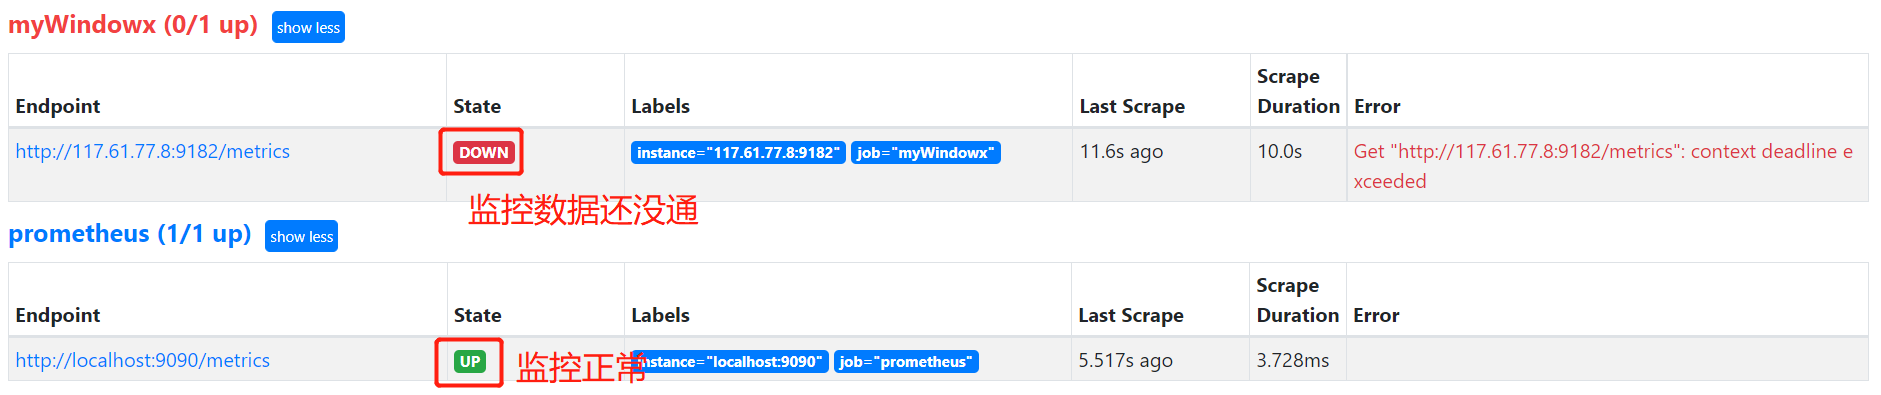 myWindowx (0/1 up) show less
Endpoint State Labels Last Scrape Scrape Duration Error
http://117.61.77.8:9182/metrics DOWN instance="117.61.77.8:9182" job="myWindowx" 11.6s ago 10.0s Get "http://117.61.77.8:9182/metrics": context deadline e
xceeded
监控数据还没通
prometheus (1/1 up) show less
Endpoint State Labels Last Scrape Scrape Duration Error
http://localhost:9090/metrics UP 监控正常 instance="localhost:9090" job="prometheus" 5.517s ago 3.728ms